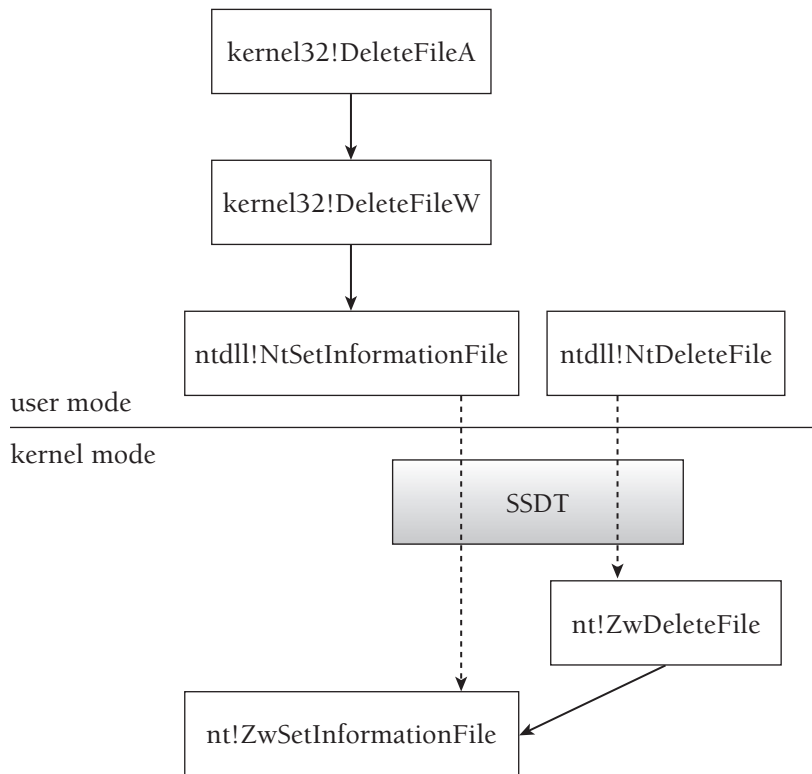 kernel32!DeleteFileA
kernel32!DeleteFileW
ntdll!NtSetInformationFile
ntdll!NtDeleteFile
user mode
kernel mode
SSDT
nt!ZwDeleteFile
nt!ZwSetInformationFile